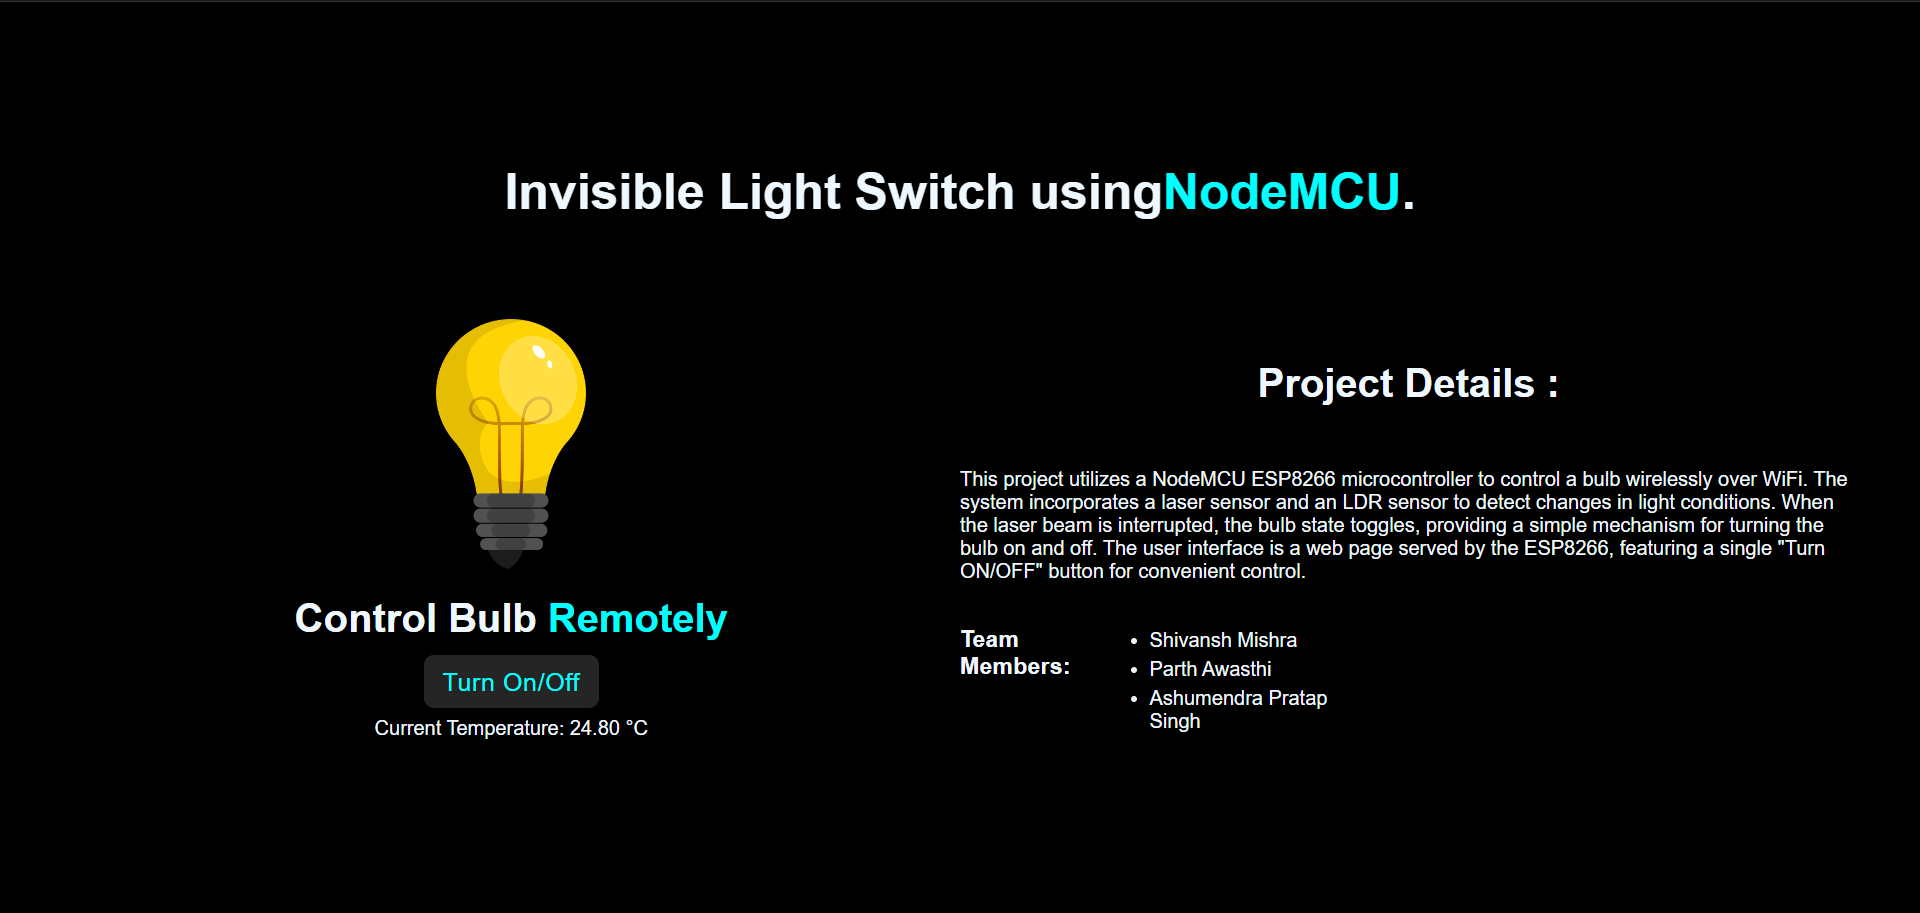 Invisible Light Switch usingNodeMCU.
Control Bulb Remotely
Turn On/Off
Current Temperature: 24.80 °C
Project Details :
This project utilizes a NodeMCU ESP8266 microcontroller to control a bulb wirelessly over WiFi. The
system incorporates a laser sensor and an LDR sensor to detect changes in light conditions. When
the laser beam is interrupted, the bulb state toggles, providing a simple mechanism for turning the
bulb on and off. The user interface is a web page served by the ESP8266, featuring a single "Turn
ON/OFF" button for convenient control.
Team
Members:
• Shivansh Mishra
• Parth Awasthi
• Ashumendra Pratap
Singh